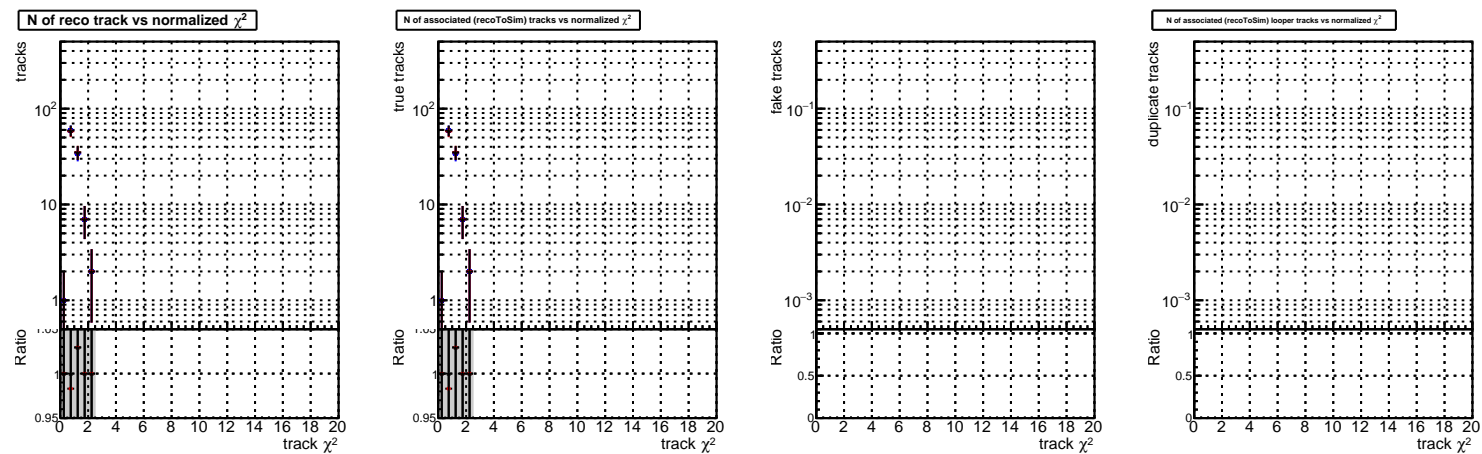 N of reco track vs normalized χ²
tracks
10²
10
1
Ratio
1.05
1
0.95
0 2 4 6 8 10 12 14 16 18 20
track χ²
N of associated (recoToSim) tracks vs normalized χ²
true tracks
10²
10
1
Ratio
1.05
1
0.95
0 2 4 6 8 10 12 14 16 18 20
track χ²
fake tracks
10⁻¹
10⁻²
10⁻³
Ratio
1
0.5
0
0 2 4 6 8 10 12 14 16 18 20
track χ²
N of associated (recoToSim) looper tracks vs normalized χ²
duplicate tracks
10⁻¹
10⁻²
10⁻³
Ratio
1
0.5
0
0 2 4 6 8 10 12 14 16 18 20
track χ²